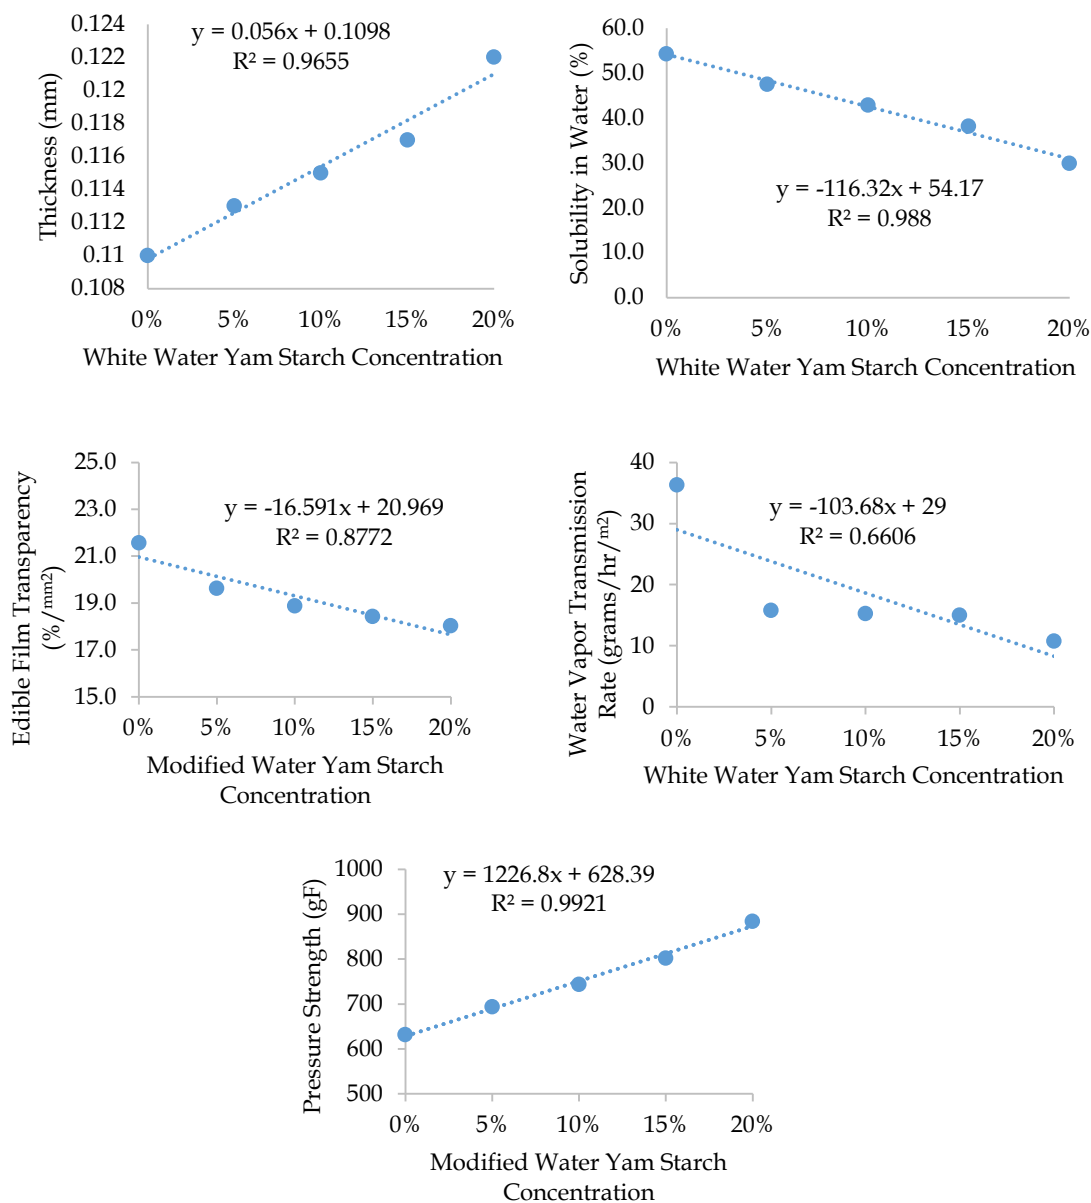 0.124
0.122
0.12
0.118
0.116
0.114
0.112
0.11
0.108
Thickness (mm)
y = 0.056x + 0.1098
R² = 0.9655
0%
5%
10%
15%
20%
White Water Yam Starch Concentration
60.0
50.0
40.0
30.0
20.0
10.0
0.0
Solubility in Water (%)
y = -116.32x + 54.17
R² = 0.988
0%
5%
10%
15%
20%
White Water Yam Starch Concentration
25.0
23.0
21.0
19.0
17.0
15.0
Edible Film Transparency
(%/mm2)
y = -16.591x + 20.969
R² = 0.8772
0%
5%
10%
15%
20%
Modified Water Yam Starch
Concentration
40
30
20
10
0
Water Vapor Transmission
Rate (grams/hr/m2)
y = -103.68x + 29
R² = 0.6606
0%
5%
10%
15%
20%
White Water Yam Starch Concentration
1000
900
800
700
600
500
Pressure Strength (gF)
y = 1226.8x + 628.39
R² = 0.9921
0%
5%
10%
15%
20%
Modified Water Yam Starch
Concentration